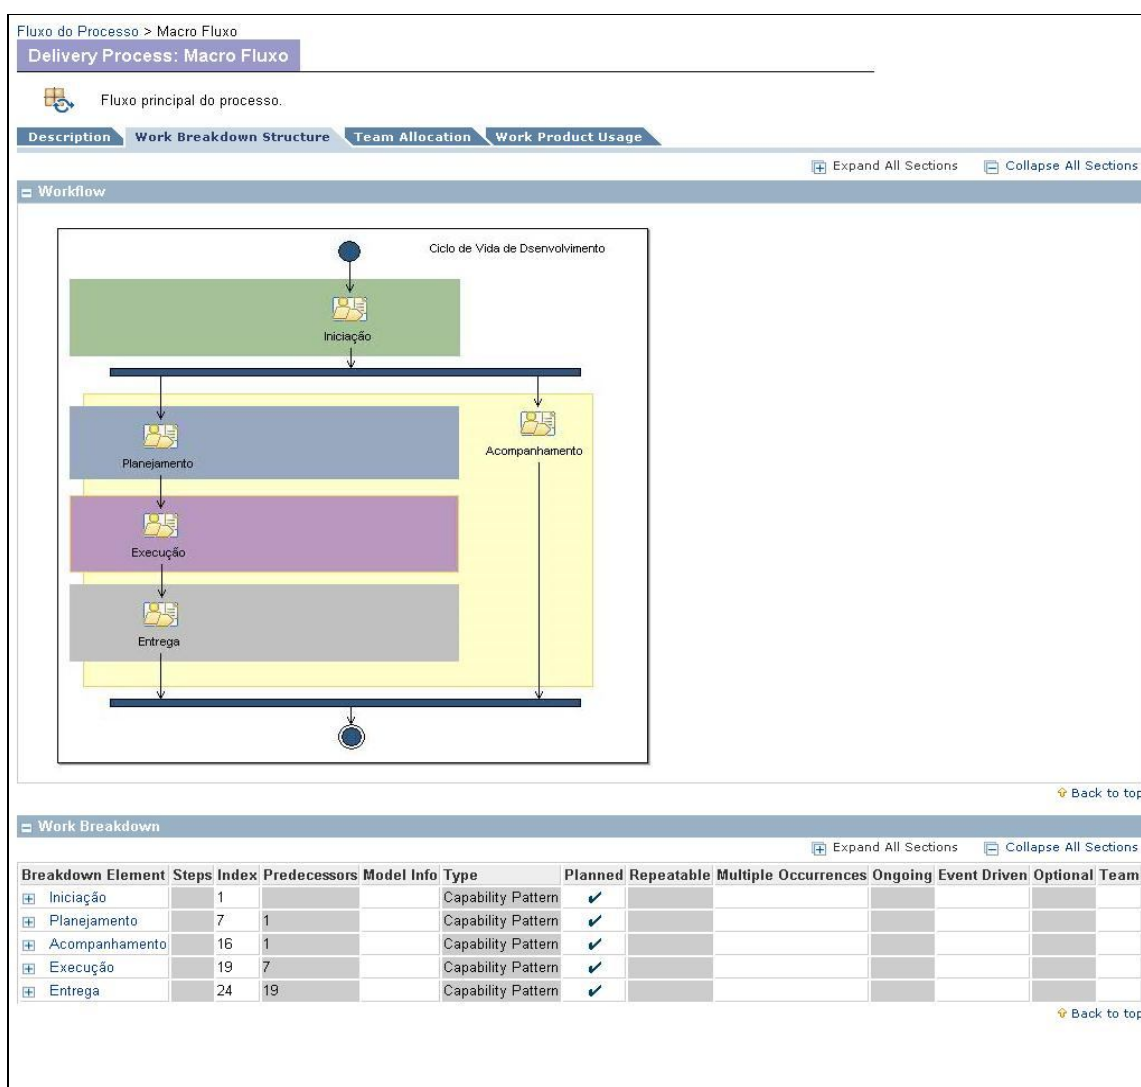 Fluxo do Processo > Macro Fluxo
Delivery Process: Macro Fluxo
Fluxo principal do processo.
Description Work Breakdown Structure Team Allocation Work Product Usage
Expand All Sections Collapse All Sections
Workflow
Ciclo de Vida de Dsenvolvimento
Iniciação
Acompanhamento
Planejamento
Execução
Entrega
Back to top
Work Breakdown
Expand All Sections Collapse All Sections
Breakdown Element Steps Index Predecessors Model Info Type Planned Repeatable Multiple Occurrences Ongoing Event Driven Optional Team
Iniciação 1 Capability Pattern
Planejamento 7 1 Capability Pattern
Acompanhamento 16 1 Capability Pattern
Execução 19 7 Capability Pattern
Entrega 24 19 Capability Pattern
Back to top